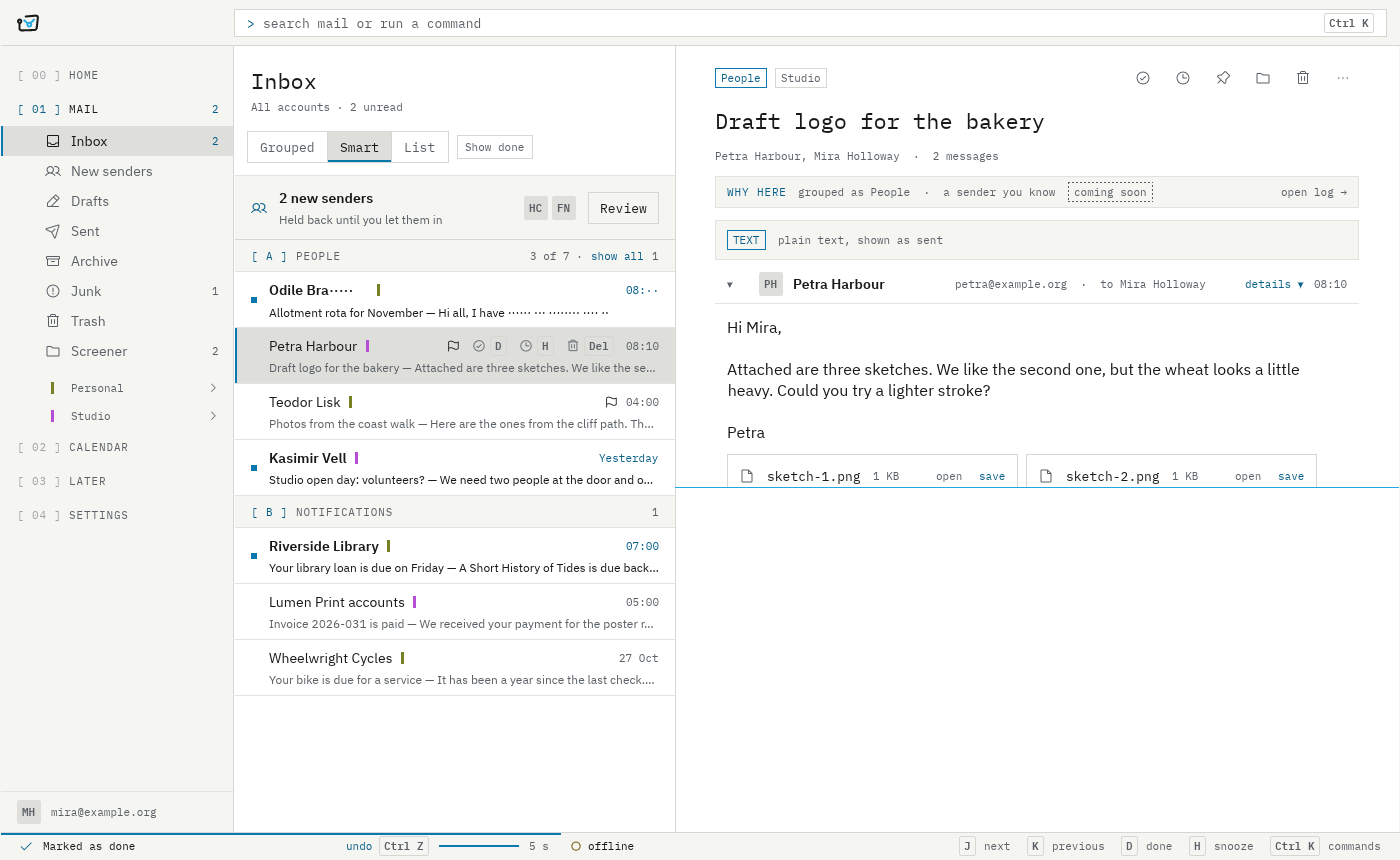 > search mail or run a command Ctrl K
[ 00 ] HOME
[ 01 ] MAIL 2
Inbox 2
New senders
Drafts
Sent
Archive
Junk 1
Trash
Screener 2
Personal
Studio
[ 02 ] CALENDAR
[ 03 ] LATER
[ 04 ] SETTINGS
MH mira@example.org
Inbox
All accounts · 2 unread
Grouped Smart List Show done
2 new senders
Held back until you let them in
HC FN Review
[ A ] PEOPLE 3 of 7 · show all 1
Odile
Allotment rota for November — Hi all, I have
Petra Harbour D H Del 08:10
Draft logo for the bakery — Attached are three sketches. We like the se…
Teodor Lisk 04:00
Photos from the coast walk — Here are the ones from the cliff path. Th…
Kasimir Vell Yesterday
Studio open day: volunteers? — We need two people at the door and o…
[ B ] NOTIFICATIONS 1
Riverside Library 07:00
Your library loan is due on Friday — A Short History of Tides is due back…
Lumen Print accounts 05:00
Invoice 2026-031 is paid — We received your payment for the poster r…
Wheelwright Cycles 27 Oct
Your bike is due for a service — It has been a year since the last check.…
People Studio
Draft logo for the bakery
Petra Harbour, Mira Holloway · 2 messages
WHY HERE grouped as People · a sender you know coming soon open log →
TEXT plain text, shown as sent
PH Petra Harbour petra@example.org · to Mira Holloway details ▾ 08:10
Hi Mira,
Attached are three sketches. We like the second one, but the wheat looks a little
heavy. Could you try a lighter stroke?
Petra
sketch-1.png 1 KB open save
sketch-2.png 1 KB open save
Marked as done undo Ctrl Z 5 s offline
J next K previous D done H snooze Ctrl K commands